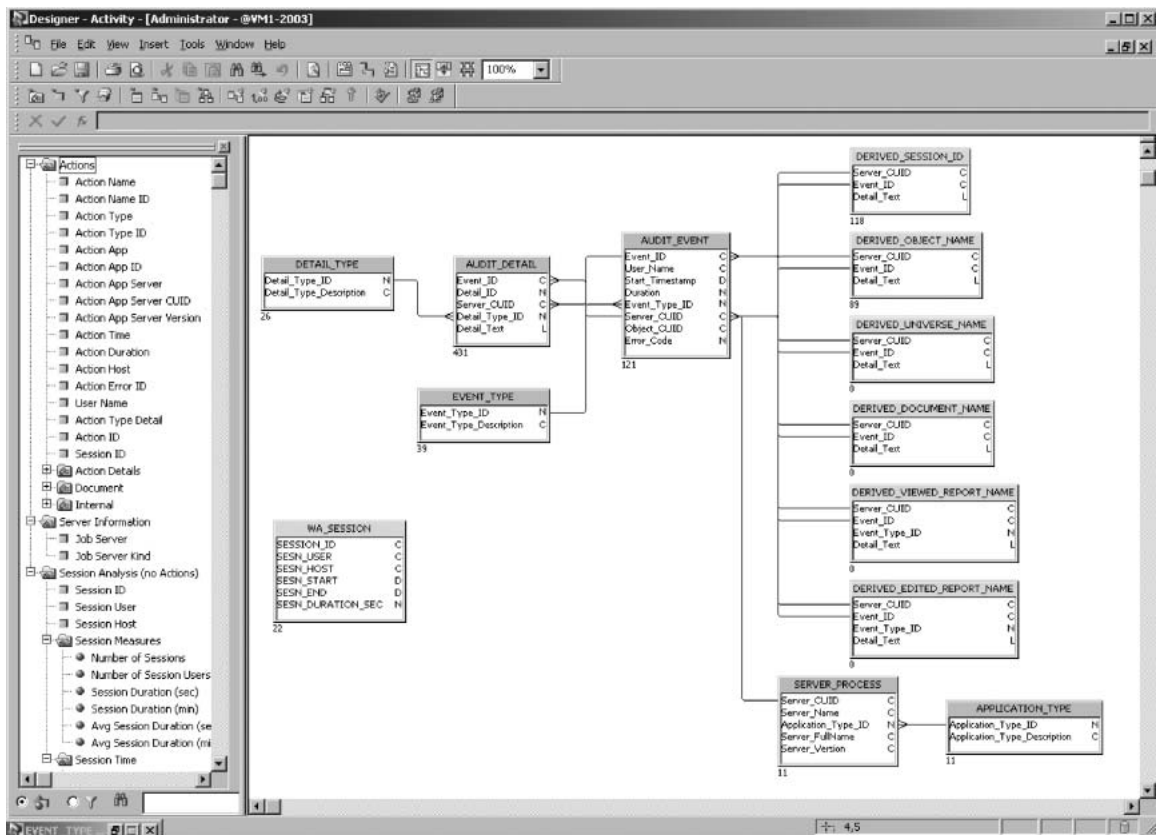 Designer - Activity - [Administrator - @VM1-2003]
File Edit View Insert Tools Window Help
100%
Actions
Action Name
Action Name ID
Action Type
Action Type ID
Action App
Action App ID
Action App Server
Action App Server CUID
Action App Server Version
Action Time
Action Duration
Action Host
Action Error ID
User Name
Action Type Detail
Action ID
Session ID
Action Details
Document
Internal
Server Information
Job Server
Job Server Kind
Session Analysis (no Actions)
Session ID
Session User
Session Host
Session Measures
Number of Sessions
Number of Session Users
Session Duration (sec)
Session Duration (min)
Avg Session Duration (se
Avg Session Duration (mi
Session Time
DETAIL_TYPE
Detail_Type_ID N
Detail_Type_Description C
26
AUDIT_DETAIL
Event_ID C
Detail_ID N
Server_CUID C
Detail_Type_ID N
Detail_Text L
431
EVENT_TYPE
Event_Type_ID N
Event_Type_Description C
39
AUDIT_EVENT
Event_ID C
User_Name C
Start_Timestamp D
Duration N
Event_Type_ID N
Server_CUID C
Object_CUID C
Error_Code N
121
WA_SESSION
SESSION_ID C
SESN_USER C
SESN_HOST C
SESN_START D
SESN_END D
SESN_DURATION_SEC N
22
DERIVED_SESSION_ID
Server_CUID C
Event_ID C
Detail_Text L
118
DERIVED_OBJECT_NAME
Server_CUID C
Event_ID C
Detail_Text L
89
DERIVED_UNIVERSE_NAME
Server_CUID C
Event_ID C
Detail_Text L
0
DERIVED_DOCUMENT_NAME
Server_CUID C
Event_ID C
Detail_Text L
0
DERIVED_VIEWED_REPORT_NAME
Server_CUID C
Event_ID C
Event_Type_ID N
Detail_Text L
0
DERIVED_EDITED_REPORT_NAME
Server_CUID C
Event_ID C
Event_Type_ID N
Detail_Text L
0
SERVER_PROCESS
Server_CUID C
Server_Name C
Application_Type_ID N
Server_FullName C
Server_Version C
11
APPLICATION_TYPE
Application_Type_ID N
Application_Type_Description C
11
EVENT_TYPE ...
4,5